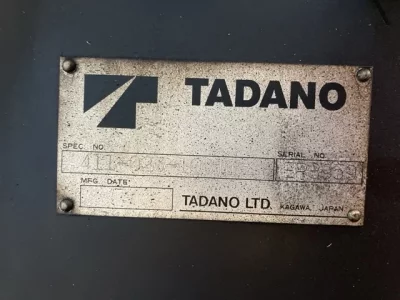 TADANO
SPEC. NO. SERIAL NO.
MFG. DATE
TADANO LTD. KAGAWA, JAPAN